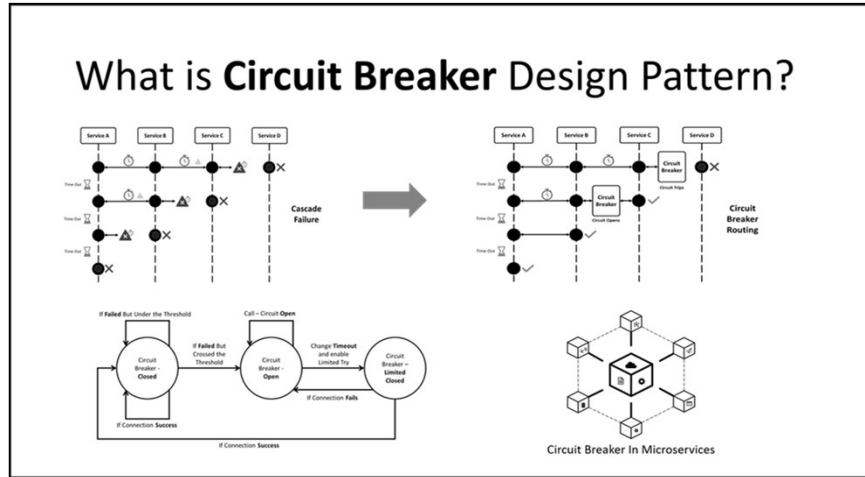 What is Circuit Breaker Design Pattern?
Service A
Service B
Service C
Service D
Time Out
Time Out
Time Out
Cascade
Failure
Service A
Service B
Service C
Service D
Circuit
Breaker
Circuit Trips
Time Out
Circuit
Breaker
Circuit Opens
Time Out
Time Out
Circuit
Breaker
Routing
If Failed But Under the Threshold
Circuit
Breaker -
Closed
If Connection Success
If Failed But
Crossed the
Threshold
Call – Circuit Open
Circuit
Breaker -
Open
Change Timeout
and enable
Limited Try
If Connection Fails
Circuit
Breaker –
Limited
Closed
If Connection Success
Circuit Breaker In Microservices